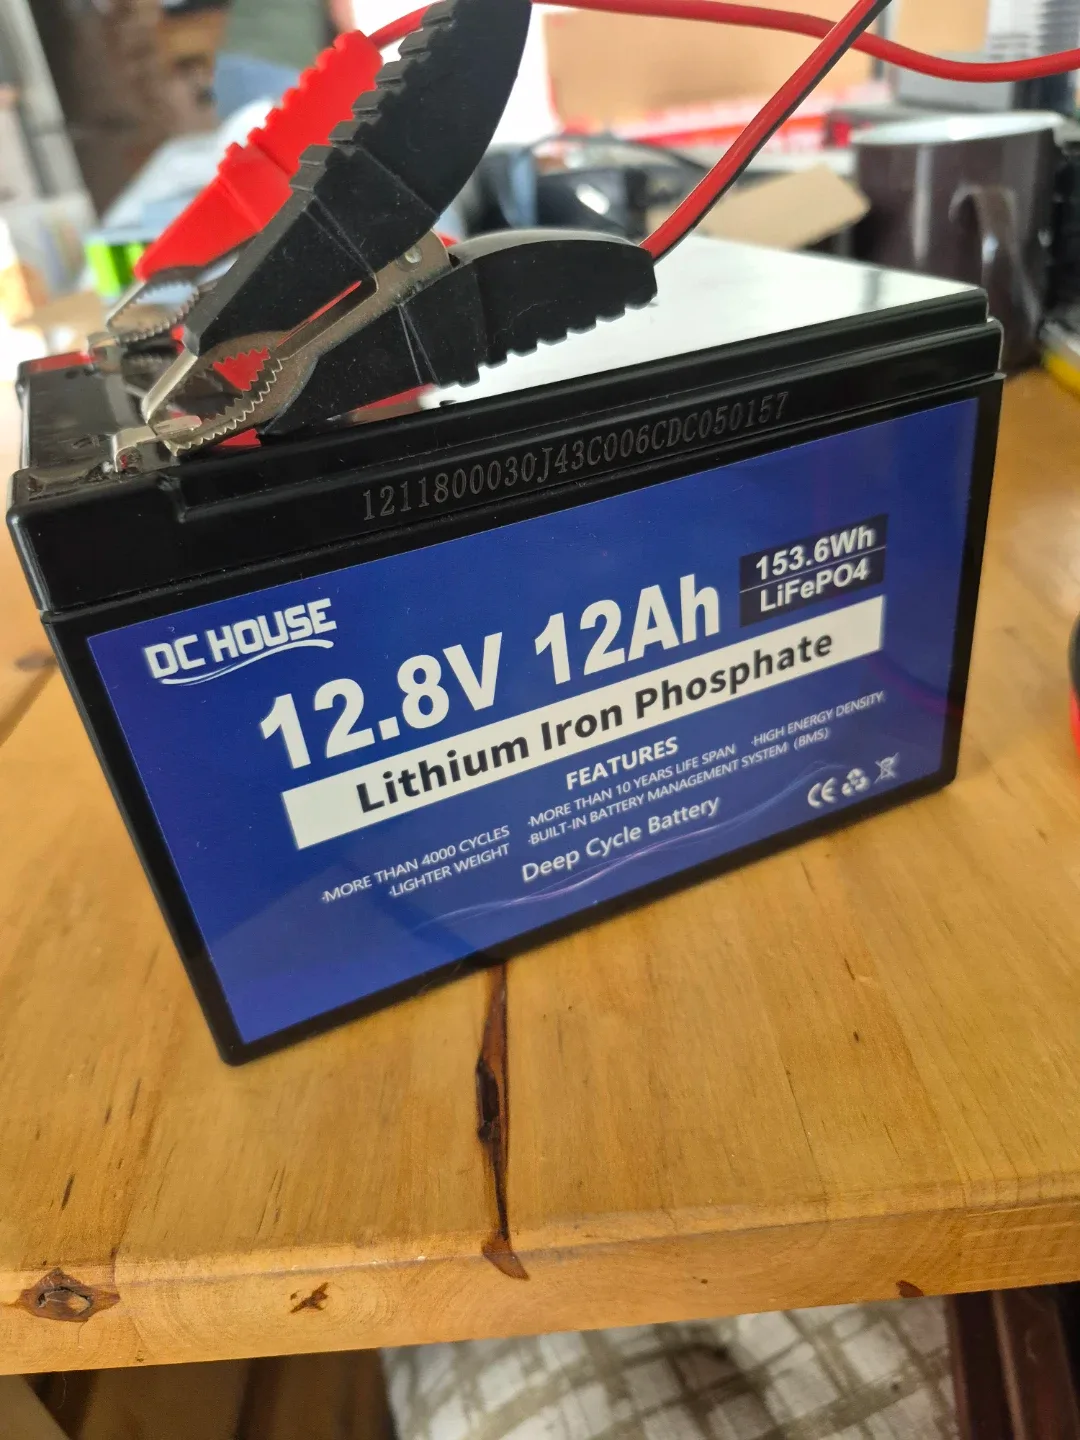 1211800030J43C006CDC050157
DC HOUSE
12.8V 12Ah
153.6Wh
LiFePO4
Lithium Iron Phosphate
FEATURES
·MORE THAN 4000 CYCLES ·MORE THAN 10 YEARS LIFE SPAN ·HIGH ENERGY DENSITY
·LIGHTER WEIGHT ·BUILT-IN BATTERY MANAGEMENT SYSTEM (BMS)
Deep Cycle Battery
CE